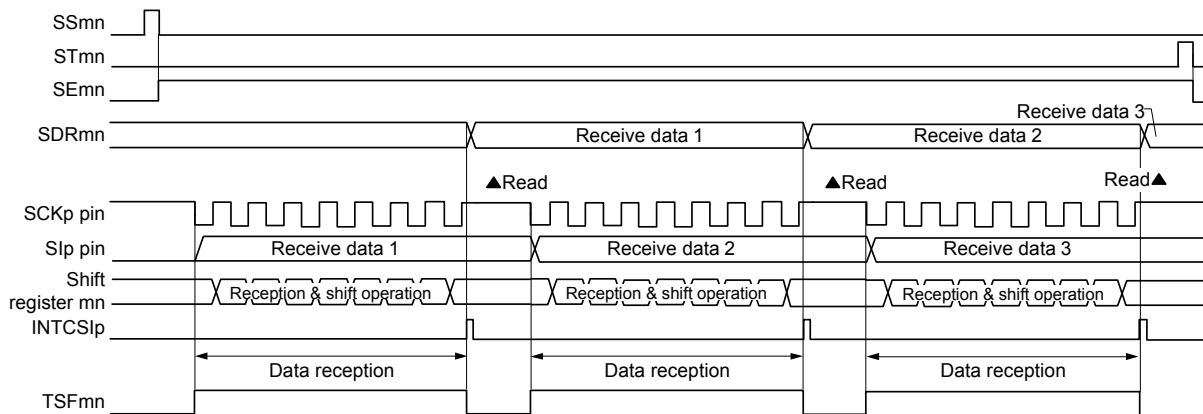 SSmn
STmn
SEmn
Receive data 3
SDRmn Receive data 1 Receive data 2
▲Read ▲Read Read▲
SCKp pin
SIp pin Receive data 1 Receive data 2 Receive data 3
Shift
register mn Reception & shift operation Reception & shift operation Reception & shift operation
INTCSIp
Data reception Data reception Data reception
TSFmn